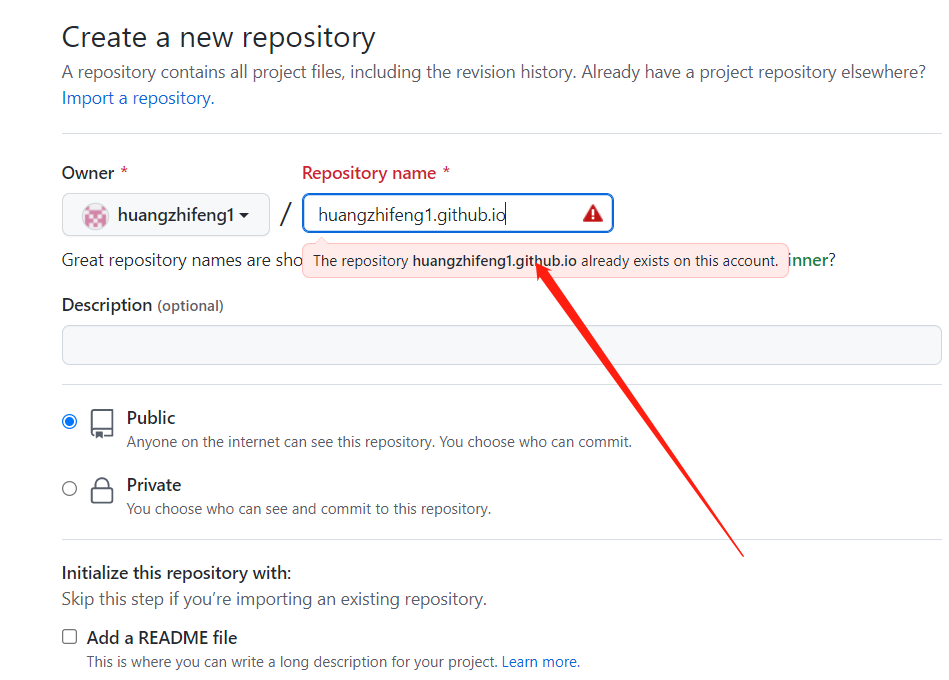 Create a new repository
A repository contains all project files, including the revision history. Already have a project repository elsewhere?
Import a repository.
Owner * Repository name *
huangzhifeng1 / huangzhifeng1.github.io
Great repository names are sho
The repository huangzhifeng1.github.io already exists on this account.
inner?
Description (optional)
Public
Anyone on the internet can see this repository. You choose who can commit.
Private
You choose who can see and commit to this repository.
Initialize this repository with:
Skip this step if you’re importing an existing repository.
Add a README file
This is where you can write a long description for your project. Learn more.